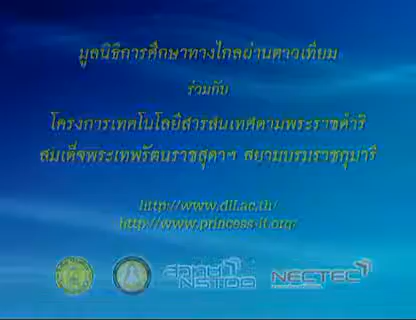 มูลนิธิการศึกษาทางไกลผ่านดาวเทียม
ร่วมกับ
โครงการเทคโนโลยีสารสนเทศตามพระราชดำริ
สมเด็จพระเทพรัตนราชสุดาฯ สยามบรมราชกุมารี
http://www.dlf.ac.th/
http://www.princess-it.org/
สวทช
NSTDA
NECTEC